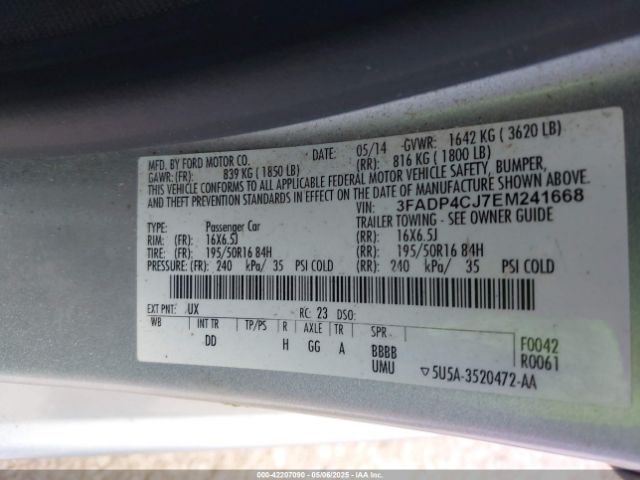 MFD. BY FORD MOTOR CO. DATE: 05/14 GVWR: 1642 KG ( 3620 LB)
GAWR:(FR): 839 KG ( 1850 LB) (RR): 816 KG ( 1800 LB)
THIS VEHICLE CONFORMS TO ALL APPLICABLE FEDERAL MOTOR VEHICLE SAFETY, BUMPER,
AND THEFT PREVENTION STANDARDS IN EFFECT ON THE DATE OF MANUFACTURE SHOWN ABOVE.
VIN: 3FADP4CJ7EM241668
TYPE: Passenger Car TRAILER TOWING - SEE OWNER GUIDE
RIM: (FR): 16X6.5J (RR): 16X6.5J
TIRE: (FR): 195/50R16 84H (RR): 195/50R16 84H
PRESSURE: (FR): 240 kPa/ 35 PSI COLD (RR): 240 kPa/ 35 PSI COLD
EXT PNT: UX RC: 23 DSO:
WB INT TR TP/PS R AXLE TR SPR F0042
DD H GG A BBBB R0061
UMU ▽5U5A-3520472-AA
000-42207090 - 05/06/2025 - IAAI.COM